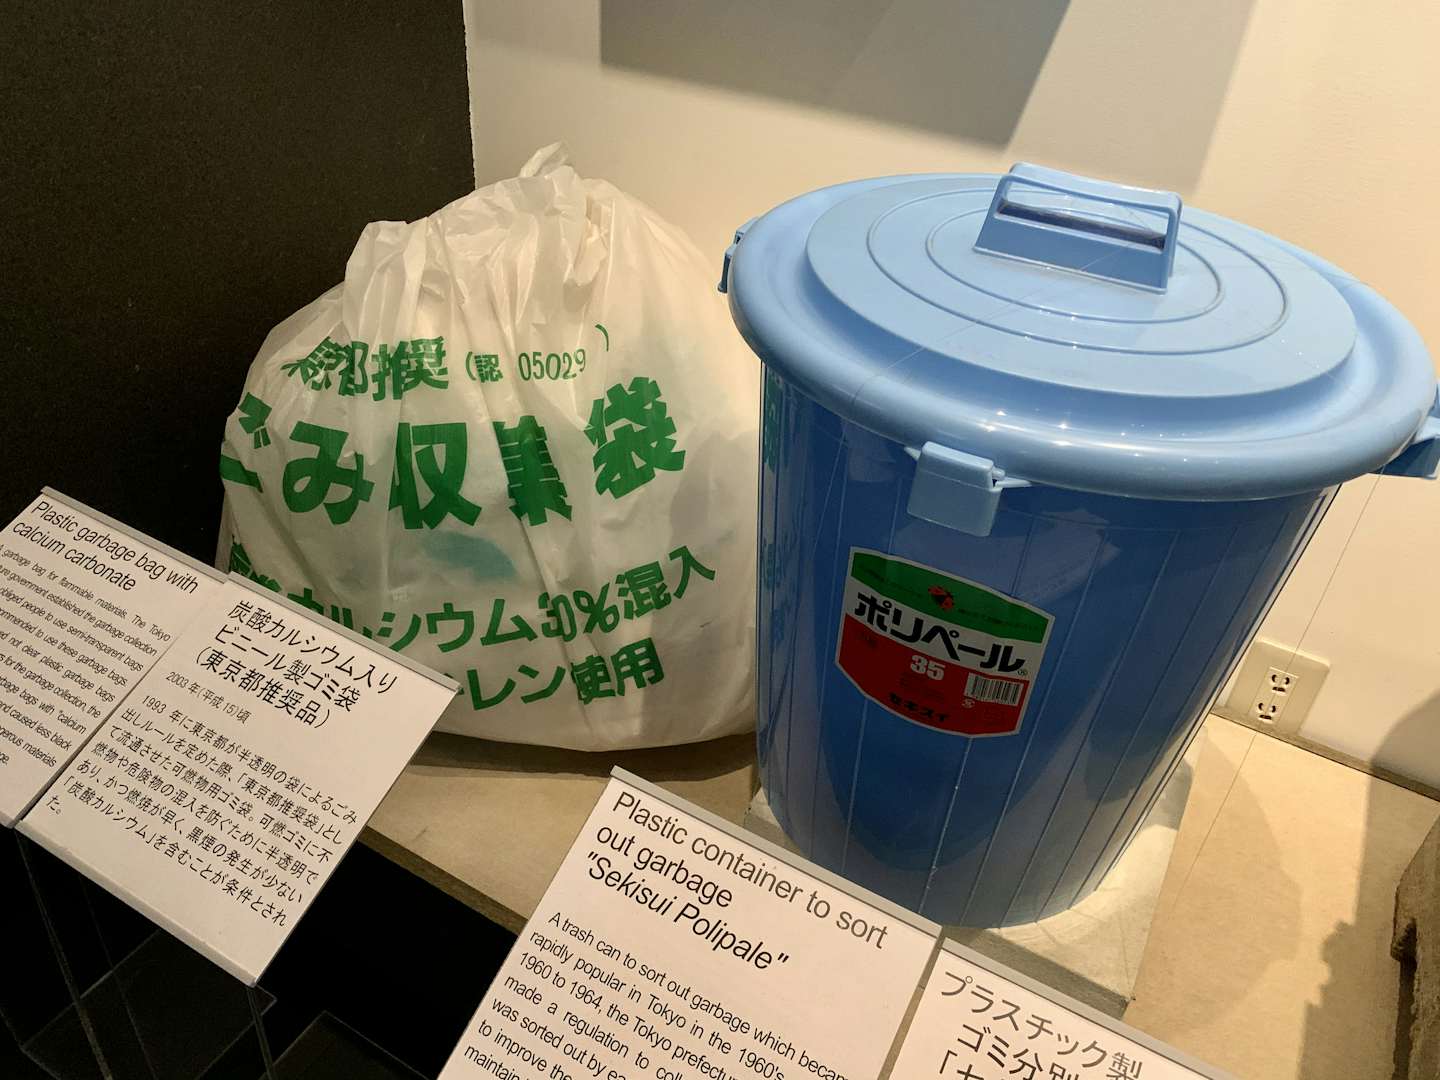 都推奨(認 05029)
ごみ収集袋
カルシウム30%混入
レン使用
ポリペール®
35
セキスイ
Plastic garbage bag with
calcium carbonate
garbage bag for flammable materials. The Tokyo
government established the garbage collection
obliged people to use semi-transparent bags
to use these garbage bags
not clear plastic garbage bags
for the garbage collection, the
bags with "calcium
and caused less black
materials
炭酸カルシウム入り
ビニール製ゴミ袋
(東京都推奨品)
2003年(平成15)頃
1993 年に東京都が半透明の袋によるごみ
出しルールを定めた際、「東京都推奨袋」とし
て流通させた可燃物用ゴミ袋。可燃ゴミに不
燃物や危険物の混入を防ぐために半透明で
あり、かつ燃焼が早く、黒煙の発生が少ない
「炭酸カルシウム」を含むことが条件とされ
た。
Plastic container to sort
out garbage
"Sekisui Polipale"
A trash can to sort out garbage which became
rapidly popular in Tokyo in the 1960's.
1960 to 1964, the Tokyo
made a regulation to
was sorted out by
to improve the
maintain
プラスチック製
ゴミ分別